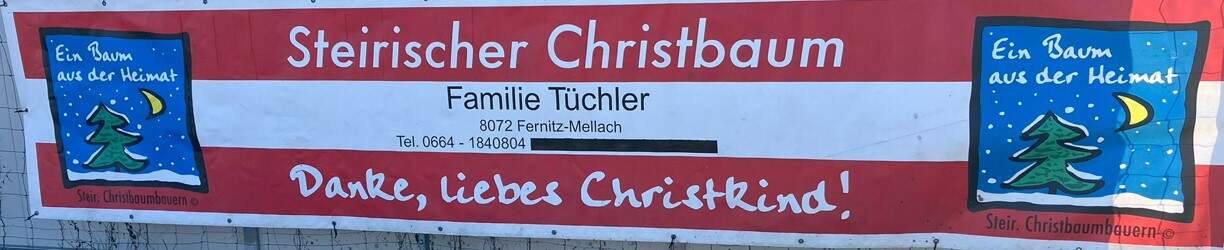 Ein Baum
aus der Heimat
Steir. Christbaumbauern ©
Steirischer Christbaum
Familie Tüchler
8072 Fernitz-Mellach
Tel. 0664 - 1840804
Danke, liebes Christkind!
Ein Baum
aus der Heimat
Steir. Christbaumbauern ©